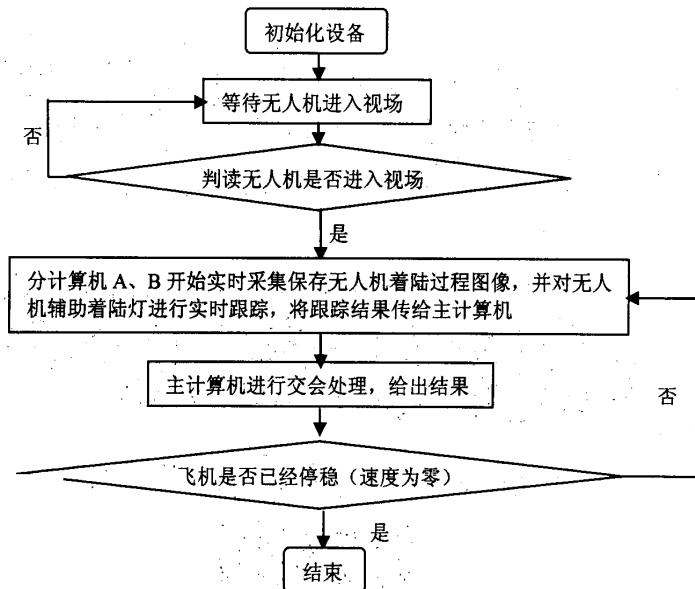 初始化设备
等待无人机进入视场
否
判读无人机是否进入视场
是
分计算机 A、B 开始实时采集保存无人机着陆过程图像，并对无人
机辅助着陆灯进行实时跟踪，将跟踪结果传给主计算机
主计算机进行交会处理，给出结果
否
飞机是否已经停稳（速度为零）
是
结束